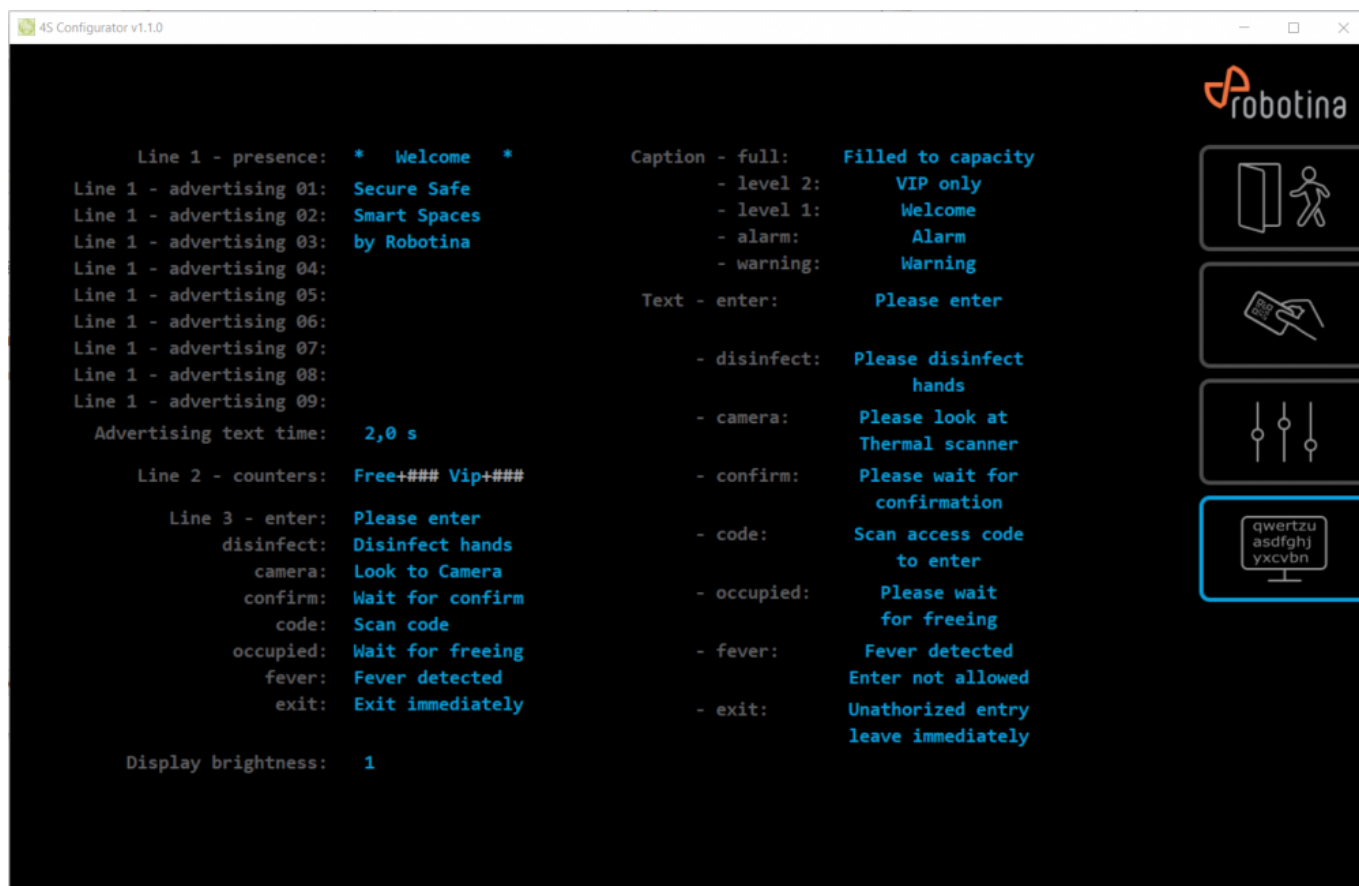 4S Configurator v1.1.0
robotina
Line 1 - presence: * Welcome *
Line 1 - advertising 01: Secure Safe
Line 1 - advertising 02: Smart Spaces
Line 1 - advertising 03: by Robotina
Line 1 - advertising 04:
Line 1 - advertising 05:
Line 1 - advertising 06:
Line 1 - advertising 07:
Line 1 - advertising 08:
Line 1 - advertising 09:
Advertising text time: 2,0 s
Line 2 - counters: Free+### Vip+###
Line 3 - enter: Please enter
disinfect: Disinfect hands
camera: Look to Camera
confirm: Wait for confirm
code: Scan code
occupied: Wait for freeing
fever: Fever detected
exit: Exit immediately
Display brightness: 1
Caption - full: Filled to capacity
- level 2: VIP only
- level 1: Welcome
- alarm: Alarm
- warning: Warning
Text - enter: Please enter
- disinfect: Please disinfect
hands
- camera: Please look at
Thermal scanner
- confirm: Please wait for
confirmation
- code: Scan access code
to enter
- occupied: Please wait
for freeing
- fever: Fever detected
Enter not allowed
- exit: Unathorized entry
leave immediately
qwertzu
asdfghj
yxcvbn